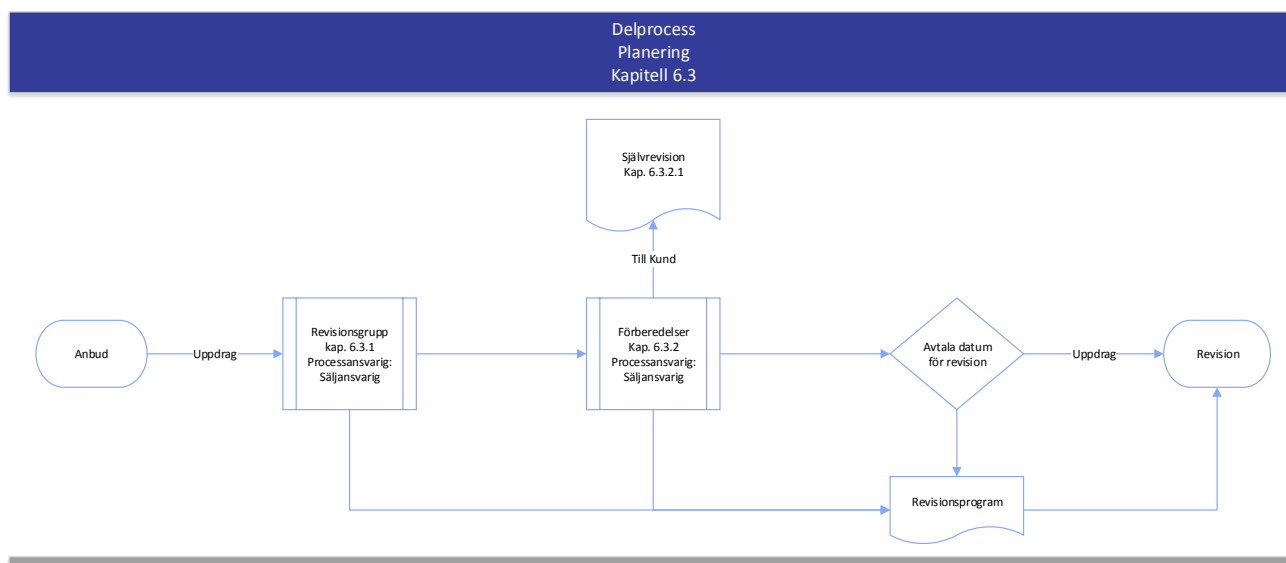 Delprocess
Planering
Kapitell 6.3
Självrevision
Kap. 6.3.2.1
Till Kund
Anbud
Uppdrag
Revisionsgrupp
kap. 6.3.1
Processansvarig:
Säljansvarig
Förberedelser
Kap. 6.3.2
Processansvarig:
Säljansvarig
Avtala datum
för revision
Uppdrag
Revision
Revisionsprogram